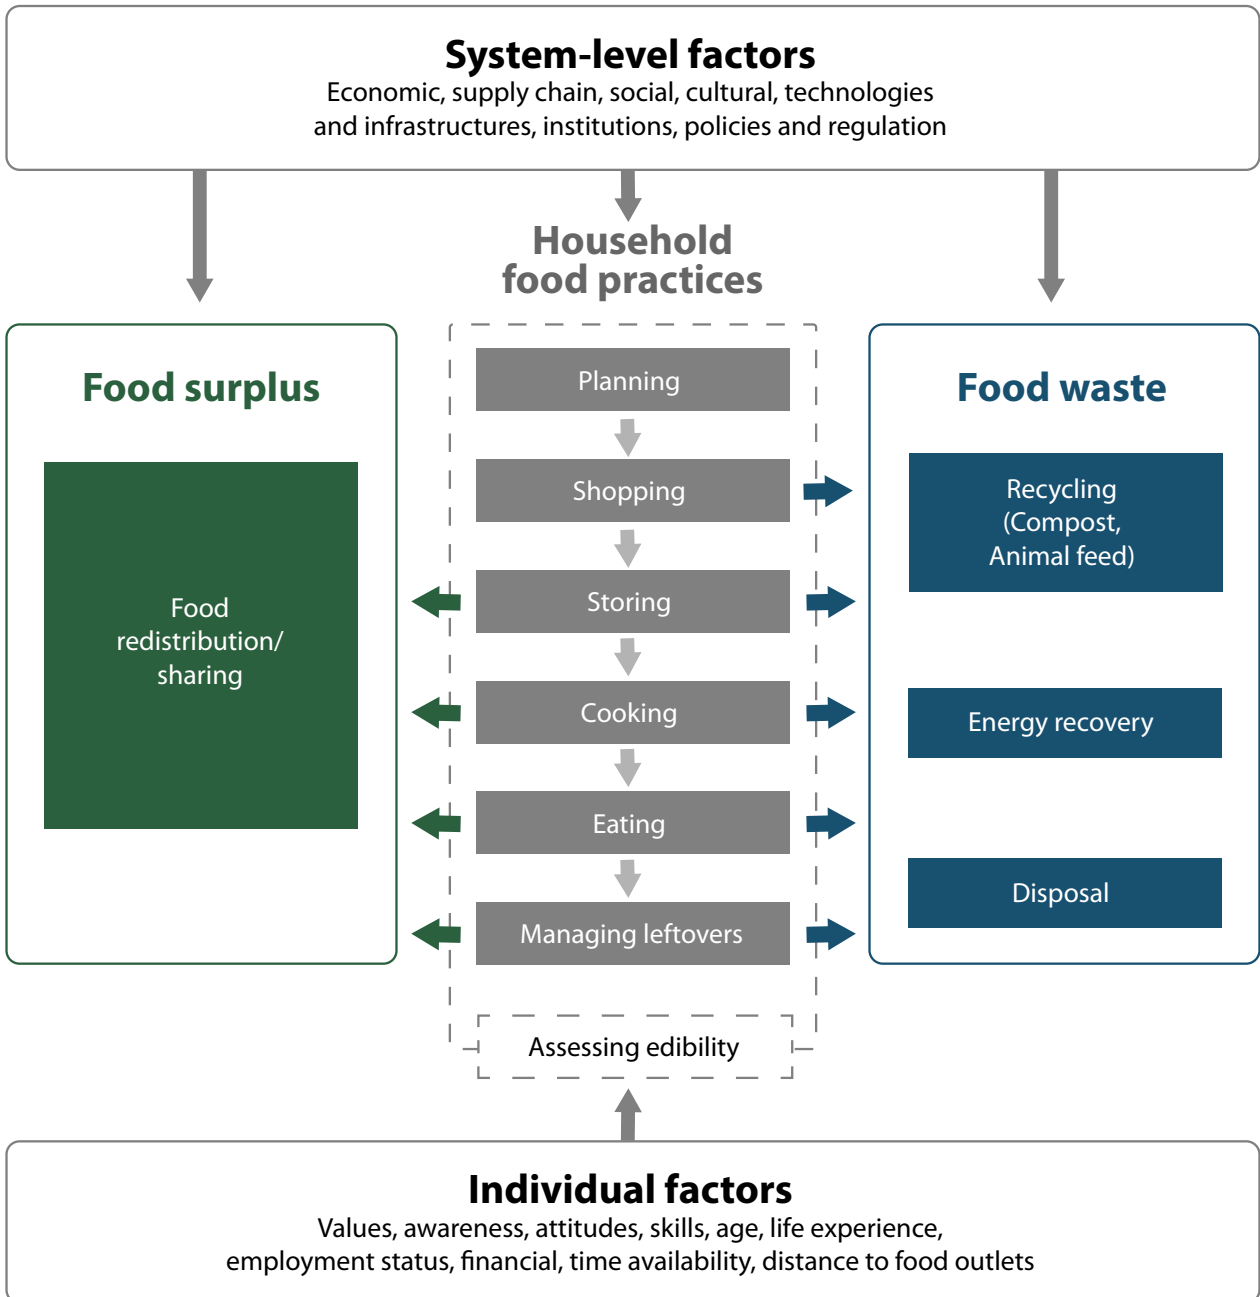 System-level factors
Economic, supply chain, social, cultural, technologies
and infrastructures, institutions, policies and regulation
Household
food practices
Food surplus
Food
redistribution/
sharing
Planning
Shopping
Storing
Cooking
Eating
Managing leftovers
Assessing edibility
Food waste
Recycling
(Compost,
Animal feed)
Energy recovery
Disposal
Individual factors
Values, awareness, attitudes, skills, age, life experience,
employment status, financial, time availability, distance to food outlets